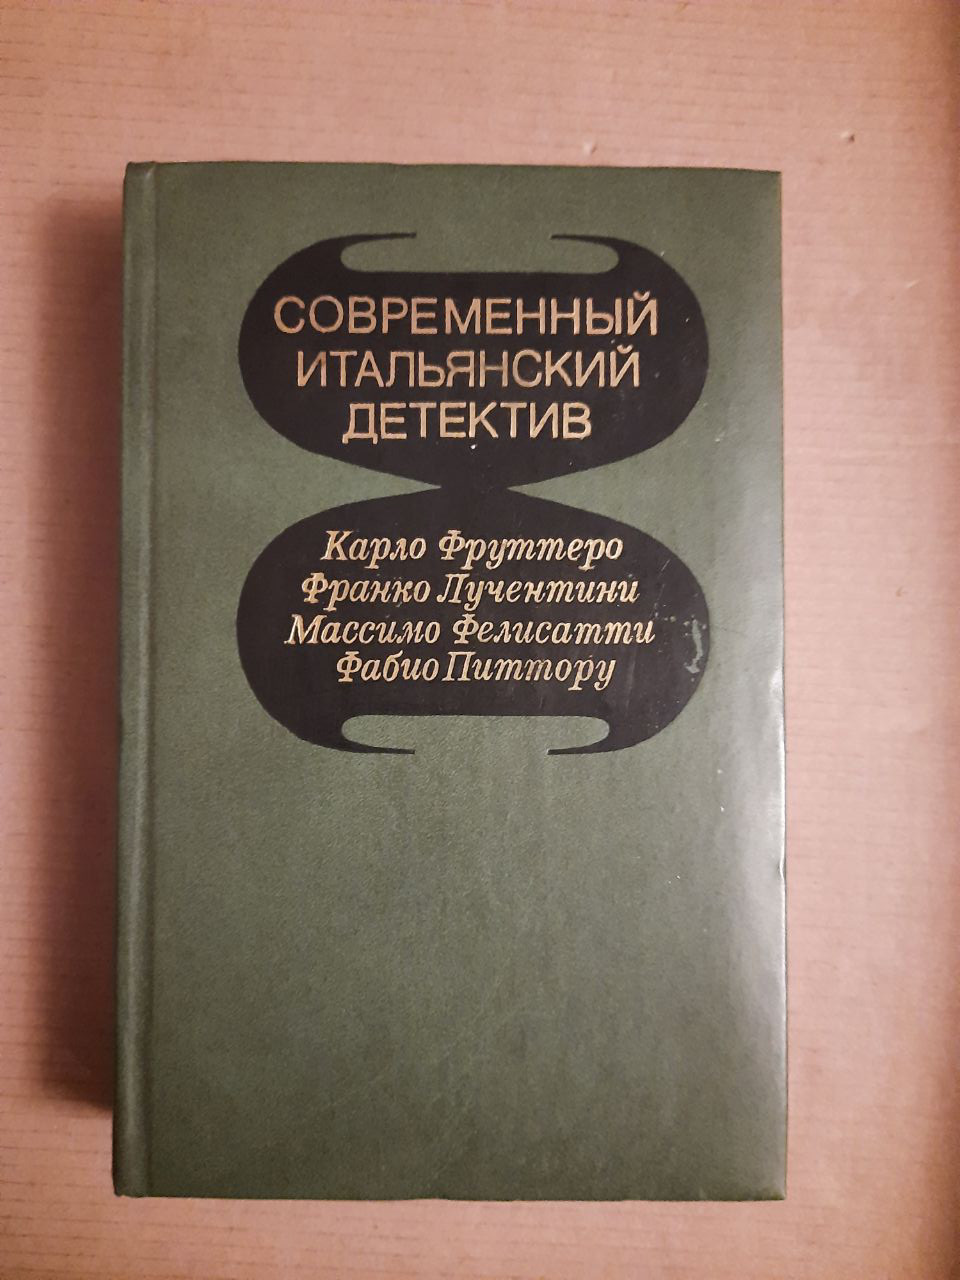 СОВРЕМЕННЫЙ
ИТАЛЬЯНСКИЙ
ДЕТЕКТИВ
Карло Фруттеро
Франко Лучентини
Массимо Фелисатти
Фабио Питтору